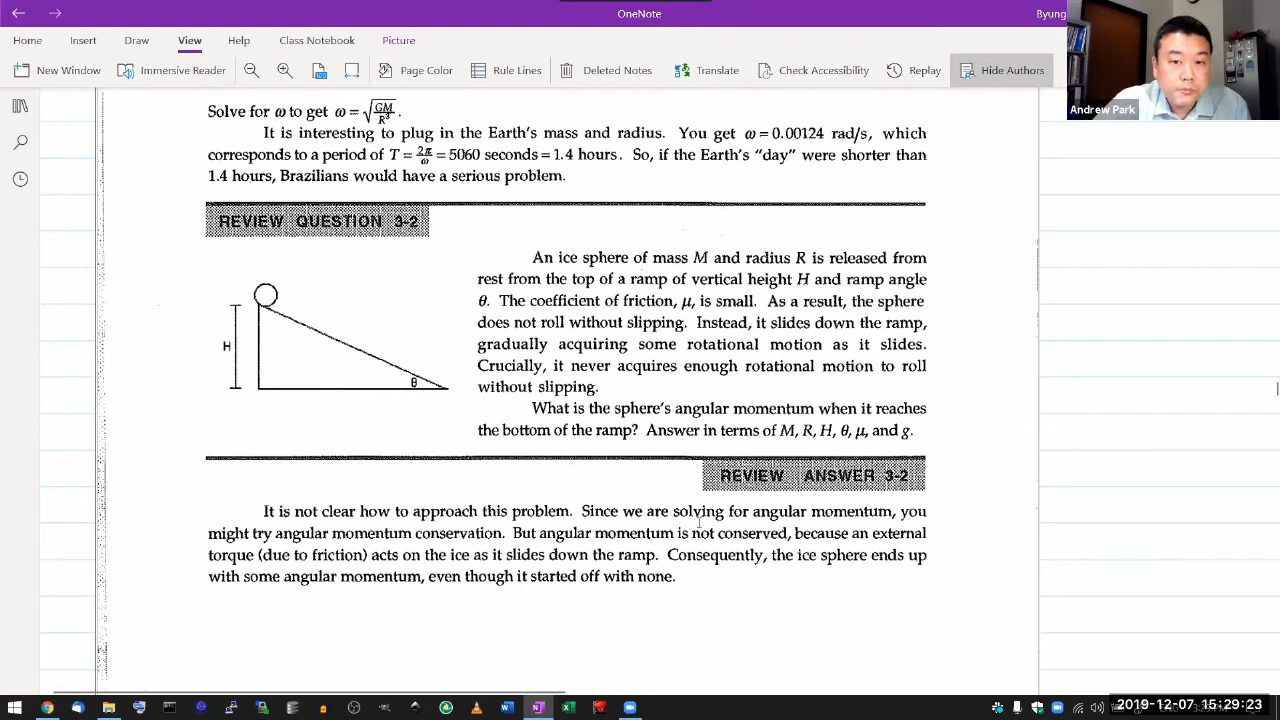 OneNote
Byung
Home Insert Draw View Help Class Notebook Picture
New Window Immersive Reader Page Color Rule Lines Deleted Notes Translate Check Accessibility Replay Hide Authors
Andrew Park
Solve for ω to get ω = √(GM/R³).
It is interesting to plug in the Earth's mass and radius. You get ω = 0.00124 rad/s, which
corresponds to a period of T = 2π/ω = 5060 seconds = 1.4 hours. So, if the Earth's "day" were shorter than
1.4 hours, Brazilians would have a serious problem.
REVIEW QUESTION 3-2
An ice sphere of mass M and radius R is released from
rest from the top of a ramp of vertical height H and ramp angle
θ. The coefficient of friction, μ, is small. As a result, the sphere
does not roll without slipping. Instead, it slides down the ramp,
gradually acquiring some rotational motion as it slides.
Crucially, it never acquires enough rotational motion to roll
without slipping.
What is the sphere's angular momentum when it reaches
the bottom of the ramp? Answer in terms of M, R, H, θ, μ, and g.
H
θ
REVIEW ANSWER 3-2
It is not clear how to approach this problem. Since we are solving for angular momentum, you
might try angular momentum conservation. But angular momentum is not conserved, because an external
torque (due to friction) acts on the ice as it slides down the ramp. Consequently, the ice sphere ends up
with some angular momentum, even though it started off with none.
2019-12-07 15:29:23